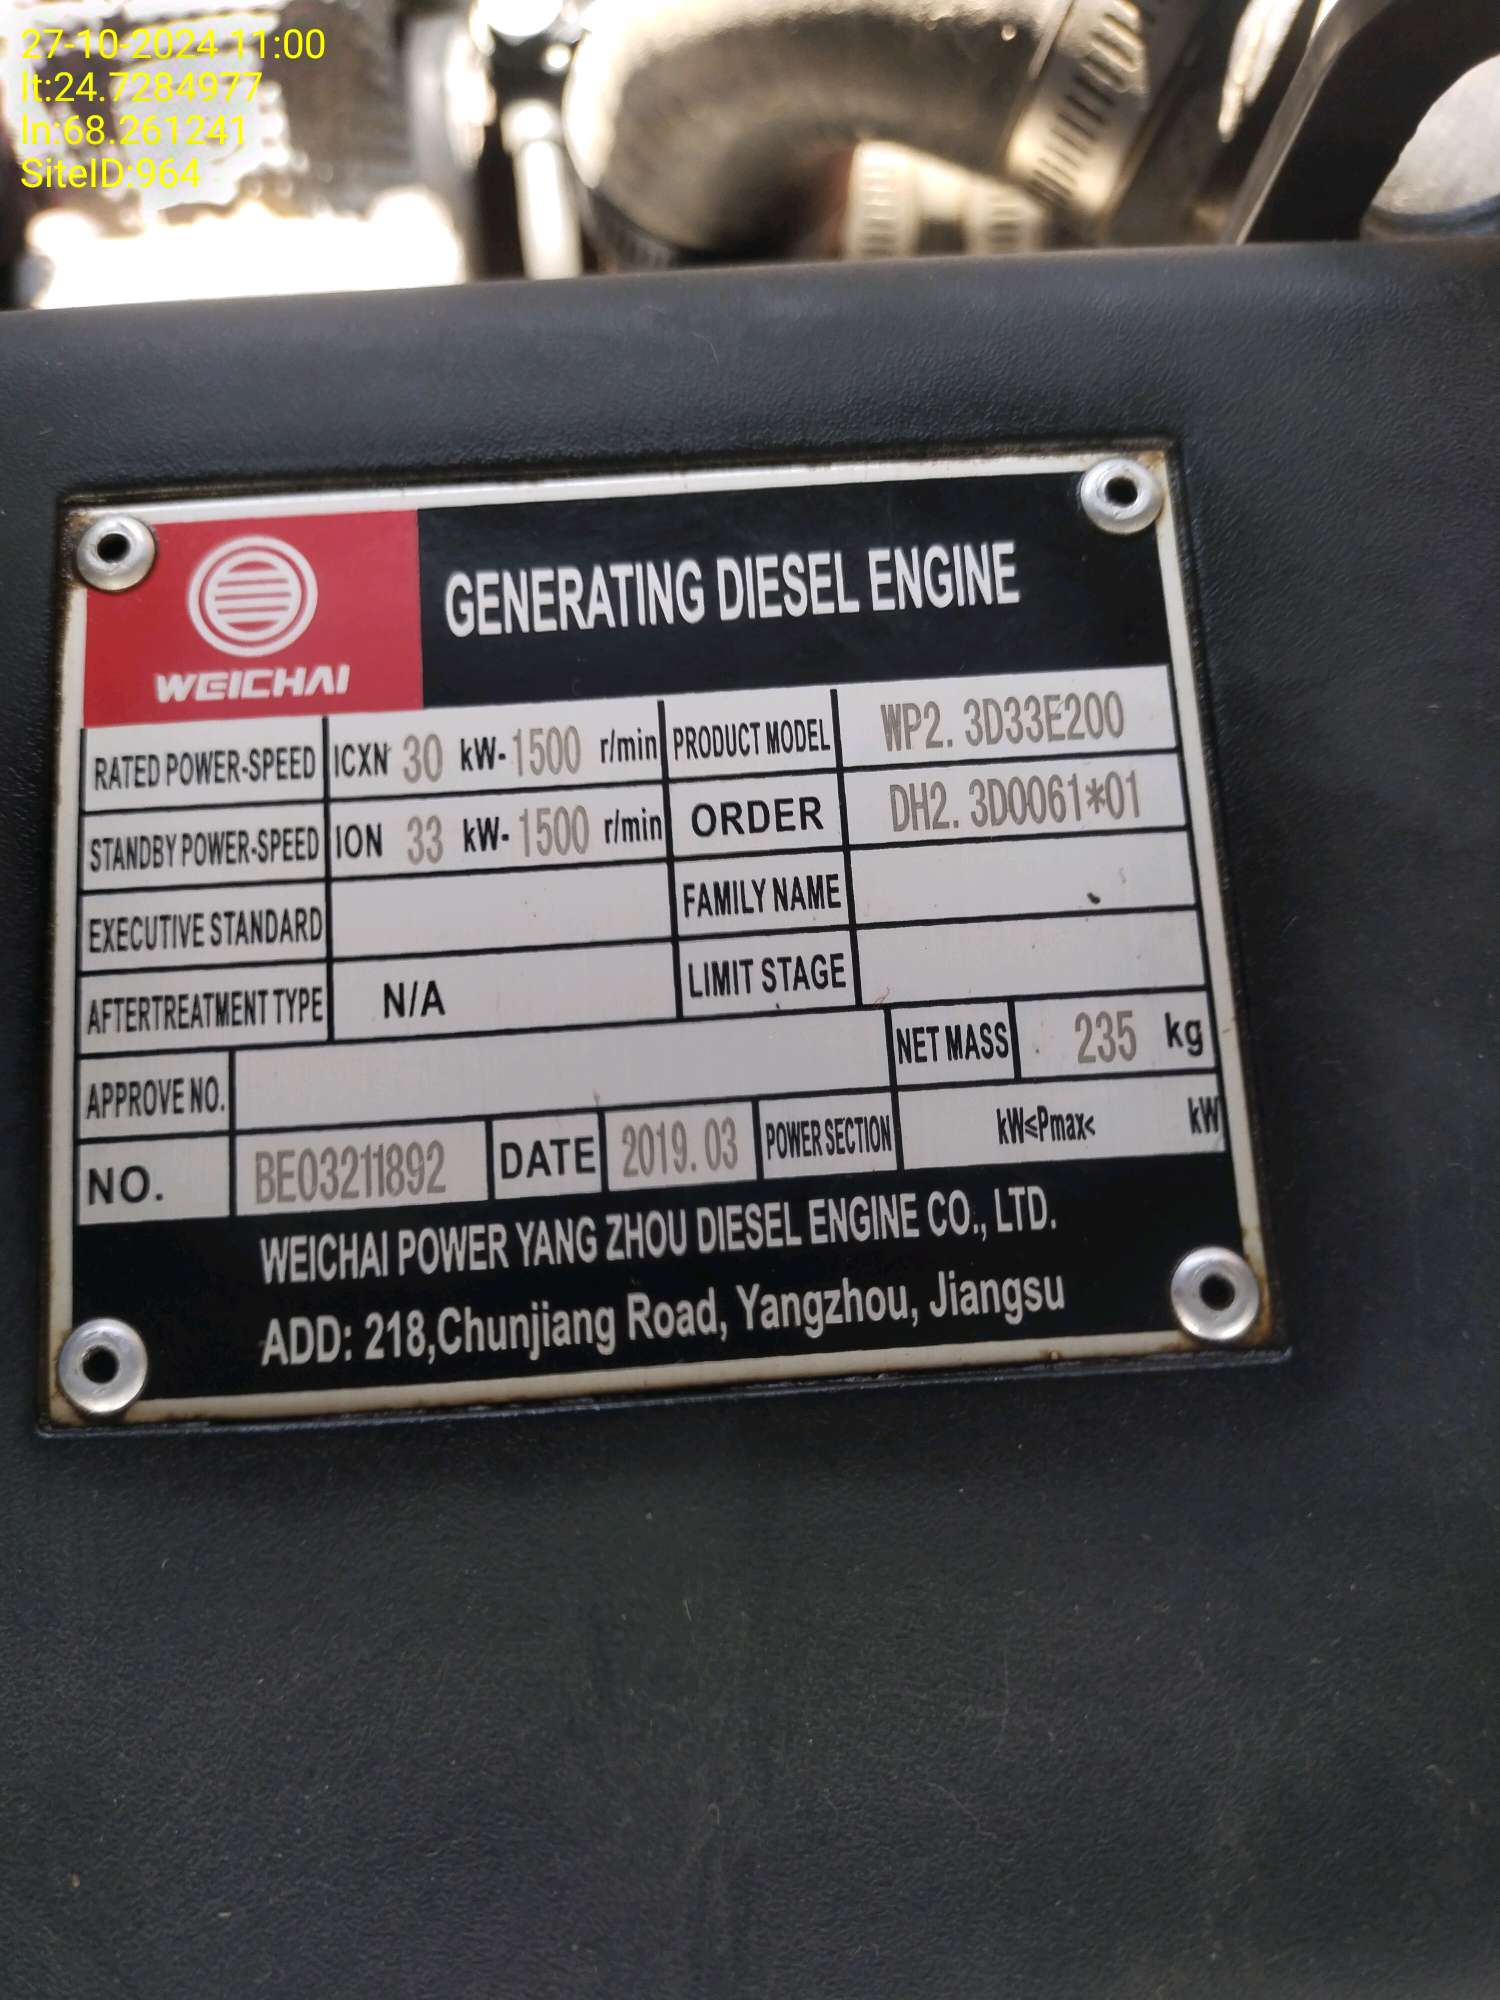 27-10-2024 11:00
lt:24.7284977
ln:68.261241
SiteID:964
WEICHAI
GENERATING DIESEL ENGINE
RATED POWER-SPEED ICXN 30 kW-1500 r/min PRODUCT MODEL WP2.3D33E200
STANDBY POWER-SPEED ION 33 kW-1500 r/min ORDER DH2.3D0061*01
EXECUTIVE STANDARD FAMILY NAME
AFTERTREATMENT TYPE N/A LIMIT STAGE
APPROVE NO. NET MASS 235 kg
NO. BE03211892 DATE 2019.03 POWER SECTION kW≤Pmax< kW
WEICHAI POWER YANG ZHOU DIESEL ENGINE CO., LTD.
ADD: 218,Chunjiang Road, Yangzhou, Jiangsu